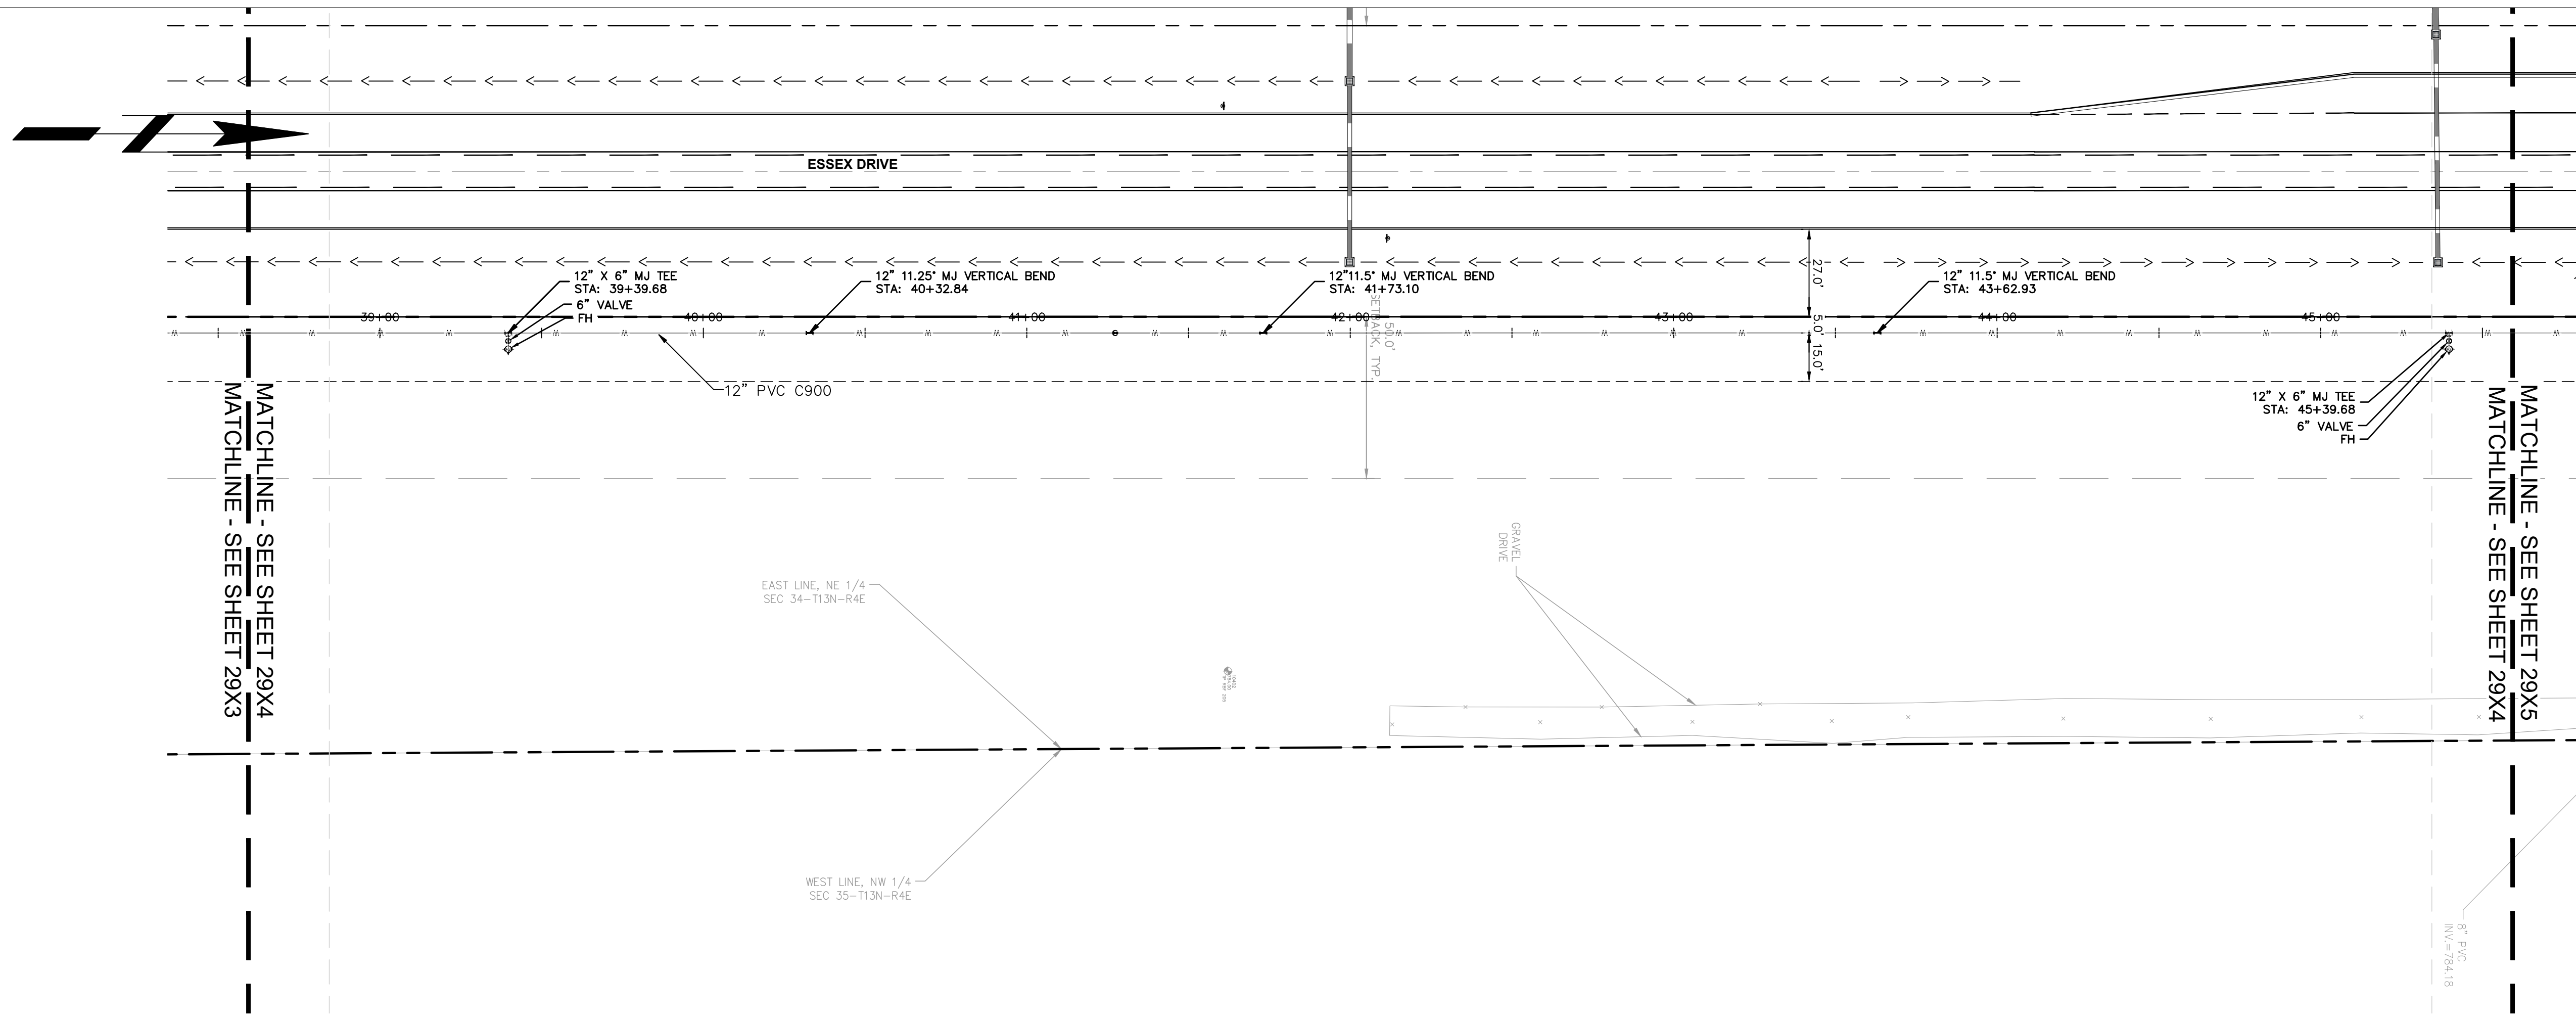 ESSEX DRIVE
12" X 6" MJ TEE
STA: 39+39.68
6" VALVE
FH
12" 11.25° MJ VERTICAL BEND
STA: 40+32.84
12"11.5° MJ VERTICAL BEND
STA: 41+73.10
12" 11.5° MJ VERTICAL BEND
STA: 43+62.93
27.0'
39+00
40+00
41+00
42+00
43+00
44+00
45+00
5.0'
15.0'
50.0'
SETBACK, TYP.
12" PVC C900
12" X 6" MJ TEE
STA: 45+39.68
6" VALVE
FH
MATCHLINE - SEE SHEET 29X4
MATCHLINE - SEE SHEET 29X3
MATCHLINE - SEE SHEET 29X5
MATCHLINE - SEE SHEET 29X4
GRAVEL
DRIVE
EAST LINE, NE 1/4
SEC 34-T13N-R4E
WEST LINE, NW 1/4
SEC 35-T13N-R4E
8" PVC
INV.=784.18